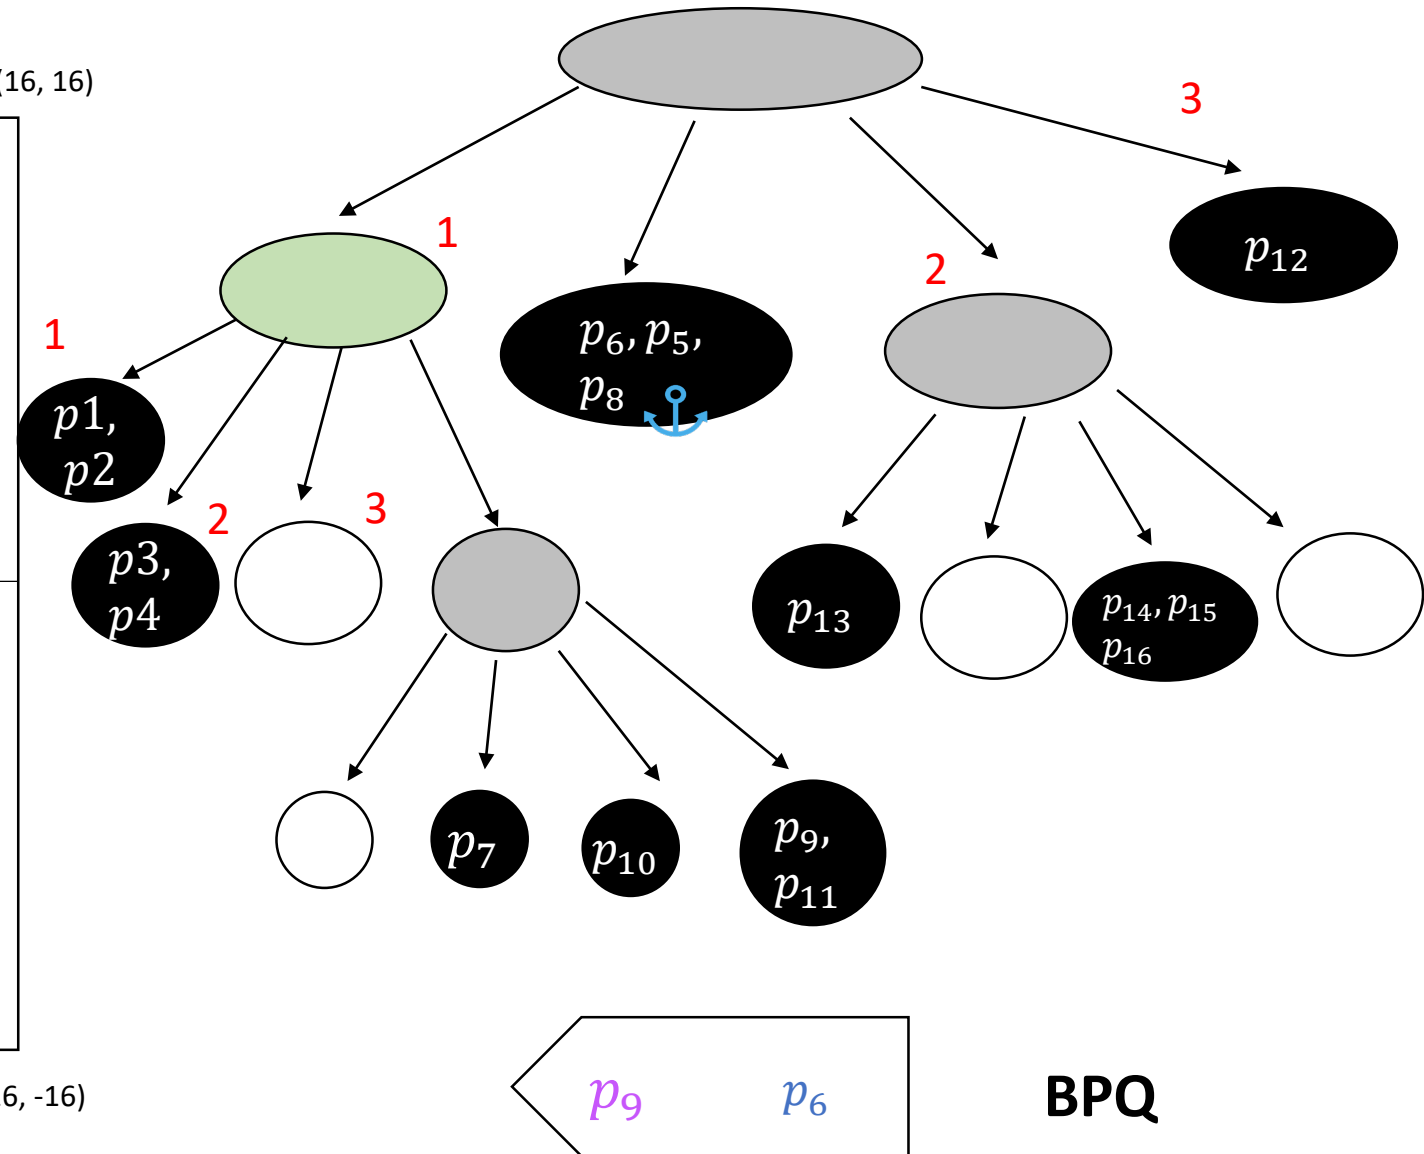 (16, 16)
3
1
2
1
p₁₂
p₆, p₅,
p₈
p1,
p2
2
3
p3,
p4
p₁₃
p₁₄, p₁₅
p₁₆
p₇
p₁₀
p₉,
p₁₁
p₉ p₆
BPQ
6, -16)